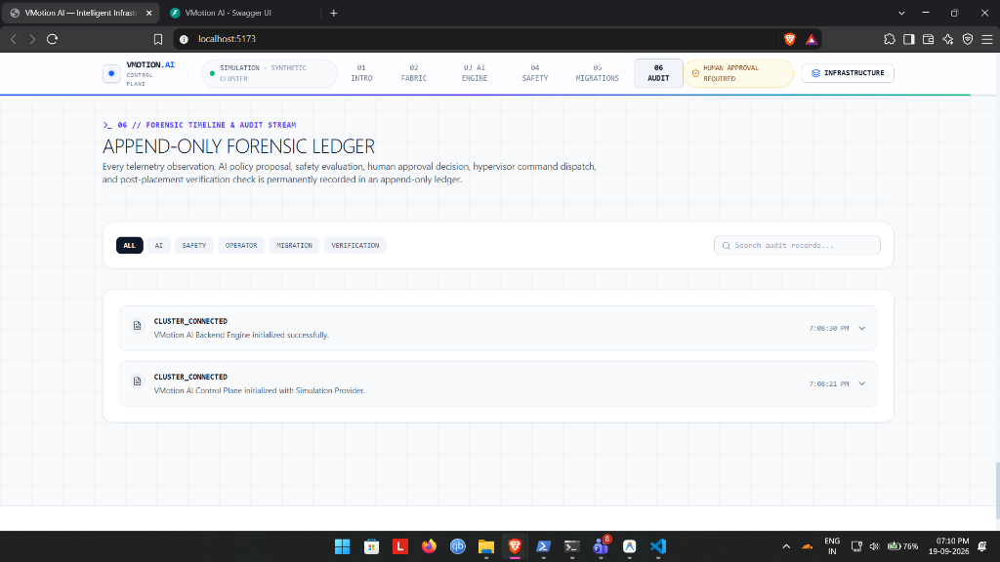 VMotion AI — Intelligent Infrast
VMotion AI - Swagger UI
localhost:5173
VMOTION.AI
CONTROL
PLANE
SIMULATION · SYNTHETIC
CLUSTER
01
INTRO
02
FABRIC
03 AI
ENGINE
04
SAFETY
05
MIGRATIONS
06
AUDIT
HUMAN APPROVAL
REQUIRED
INFRASTRUCTURE
>_ 06 // FORENSIC TIMELINE & AUDIT STREAM
APPEND-ONLY FORENSIC LEDGER
Every telemetry observation, AI policy proposal, safety evaluation, human approval decision, hypervisor command dispatch,
and post-placement verification check is permanently recorded in an append-only ledger.
ALL
AI
SAFETY
OPERATOR
MIGRATION
VERIFICATION
Search audit records...
CLUSTER_CONNECTED
VMotion AI Backend Engine initialized successfully.
7:08:30 PM
CLUSTER_CONNECTED
VMotion AI Control Plane initialized with Simulation Provider.
7:08:21 PM
L
qb
8
ENG
IN
76%
07:10 PM
19-09-2026